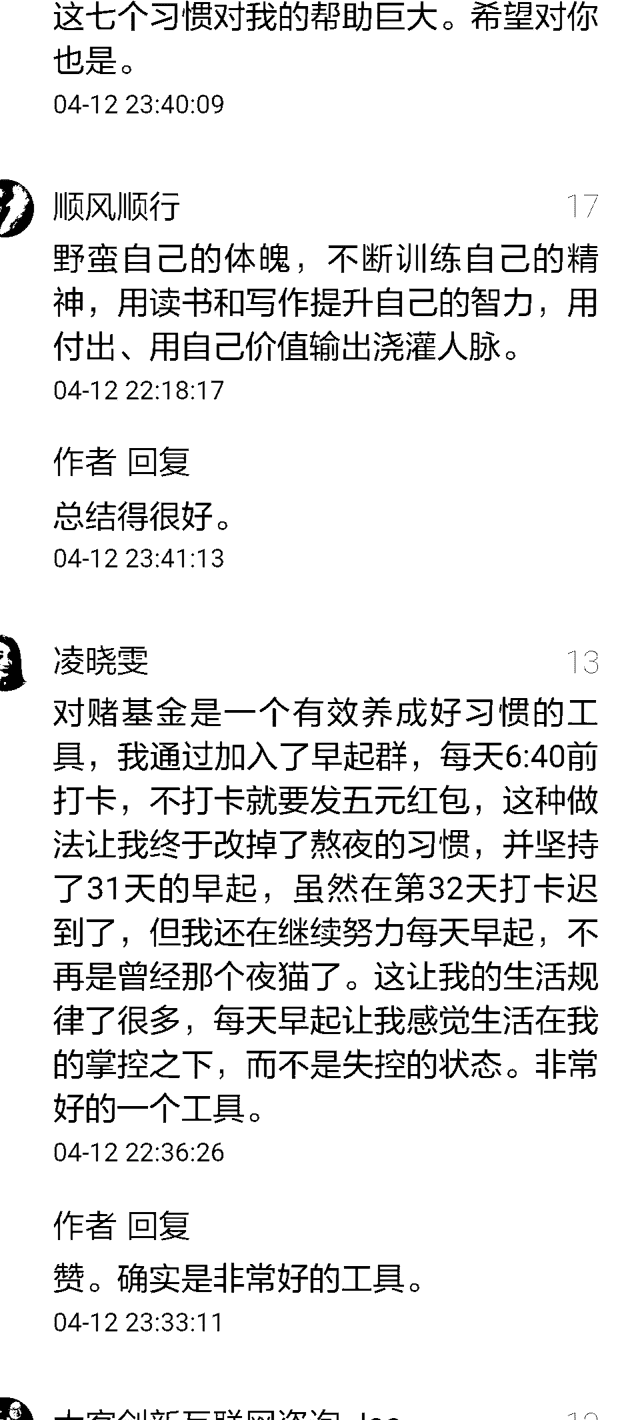 这七个习惯对我的帮助巨大。希望对你
也是。
04-12 23:40:09
顺风顺行 17
野蛮自己的体魄，不断训练自己的精
神，用读书和写作提升自己的智力，用
付出、用自己价值输出浇灌人脉。
04-12 22:18:17
作者 回复
总结得很好。
04-12 23:41:13
凌晓雯 13
对赌基金是一个有效养成好习惯的工
具，我通过加入了早起群，每天6:40前
打卡，不打卡就要发五元红包，这种做
法让我终于改掉了熬夜的习惯，并坚持
了31天的早起，虽然在第32天打卡迟
到了，但我还在继续努力每天早起，不
再是曾经那个夜猫了。这让我的生活规
律了很多，每天早起让我感觉生活在我
的掌控之下，而不是失控的状态。非常
好的一个工具。
04-12 22:36:26
作者 回复
赞。确实是非常好的工具。
04-12 23:33:11